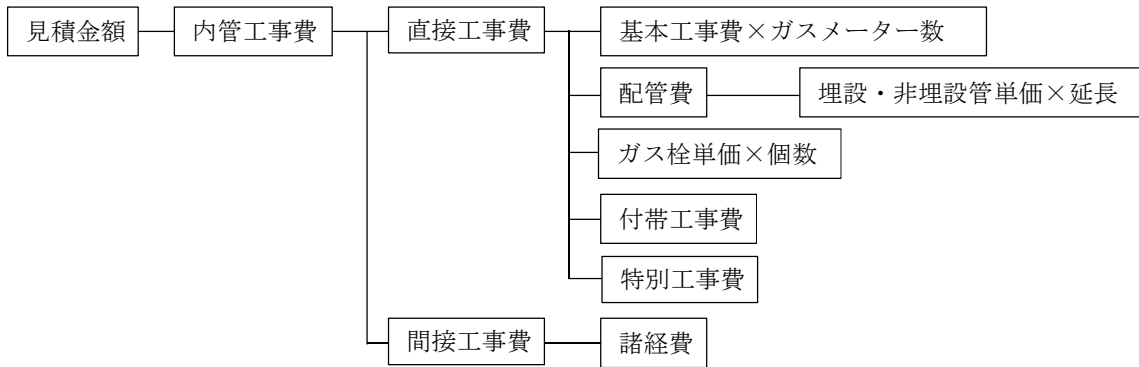 見積金額
内管工事費
直接工事費
基本工事費×ガスメーター数
配管費
埋設・非埋設管単価×延長
ガス栓単価×個数
付帯工事費
特別工事費
間接工事費
諸経費